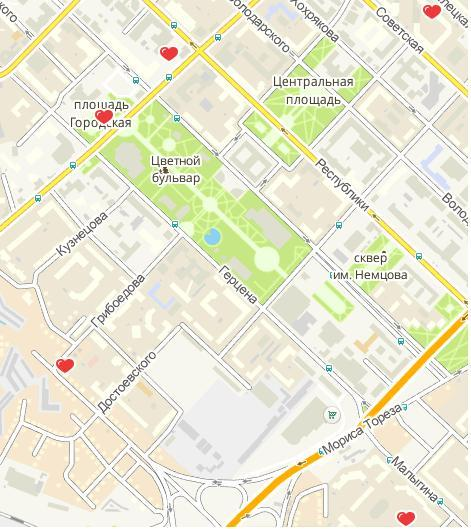 Володарского
Хохрякова
Советская
Центральная
площадь
площадь
Городская
Цветной
бульвар
Республики
Кузнецова
Грибоедова
Герцена
сквер
им. Немцова
Достоевского
Мориса Тореза
Малыгина